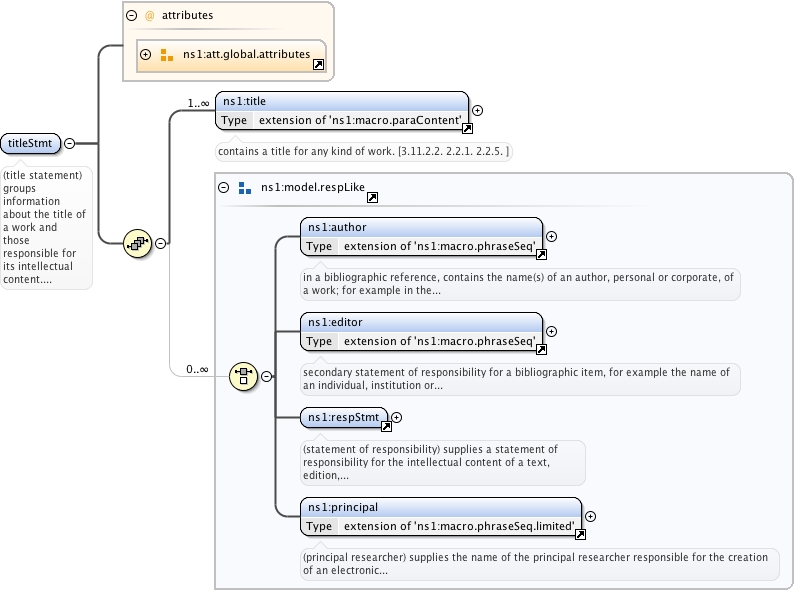 @ attributes
ns1:att.global.attributes
titleStmt
(title statement)
groups
information
about the title of
a work and
those
responsible for
its intellectual
content....
1..∞
ns1:title
Type extension of 'ns1:macro.paraContent'
contains a title for any kind of work. [3.11.2.2. 2.2.1. 2.2.5. ]
ns1:model.respLike
0..∞
ns1:author
Type extension of 'ns1:macro.phraseSeq'
in a bibliographic reference, contains the name(s) of an author, personal or corporate, of
a work; for example in the...
ns1:editor
Type extension of 'ns1:macro.phraseSeq'
secondary statement of responsibility for a bibliographic item, for example the name of
an individual, institution or...
ns1:respStmt
(statement of responsibility) supplies a statement of
responsibility for the intellectual content of a text,
edition,...
ns1:principal
Type extension of 'ns1:macro.phraseSeq.limited'
(principal researcher) supplies the name of the principal researcher responsible for the creation
of an electronic...